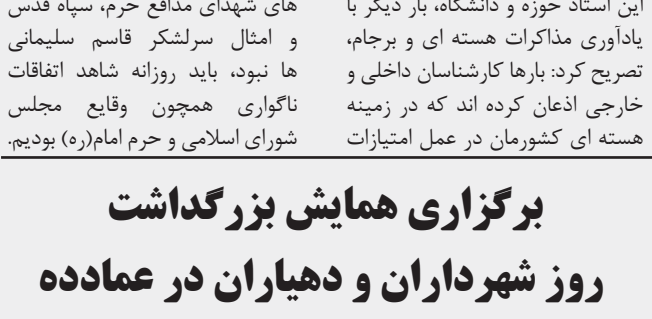 این استاد حوزه و دانشگاه، بار دیگر با
یادآوری مذاکرات هسته ای و برجام،
تصریح کرد: بارها کارشناسان داخلی و
خارجی اذعان کرده اند که در زمینه
هسته ای کشورمان در عمل امتیازات
های شهدای مدافع حرم، سپاه قدس
و امثال سرلشکر قاسم سلیمانی
ها نبود، باید روزانه شاهد اتفاقات
ناگواری همچون وقایع مجلس
شورای اسلامی و حرم امام(ره) بودیم.
برگزاری همایش بزرگداشت
روز شهرداران و دهیاران در عمادده